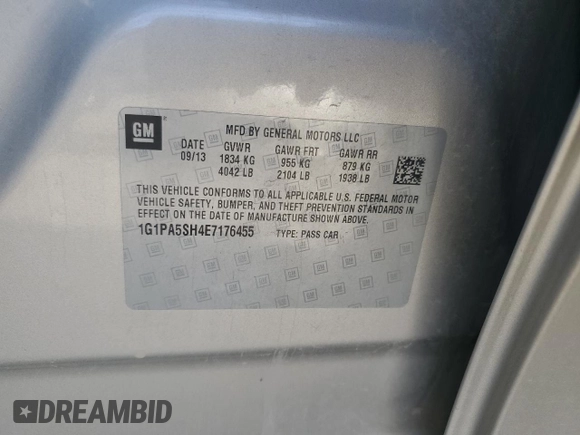 GM
MFD BY GENERAL MOTORS LLC
DATE GVWR GAWR FRT GAWR RR
09/13 1834 KG 955 KG 879 KG
4042 LB 2104 LB 1938 LB
THIS VEHICLE CONFORMS TO ALL APPLICABLE U.S. FEDERAL MOTOR
VEHICLE SAFETY, BUMPER, AND THEFT PREVENTION STANDARDS IN
EFFECT ON THE DATE OF MANUFACTURE SHOWN ABOVE.
1G1PA5SH4E7176455 TYPE: PASS CAR
DREAMBID